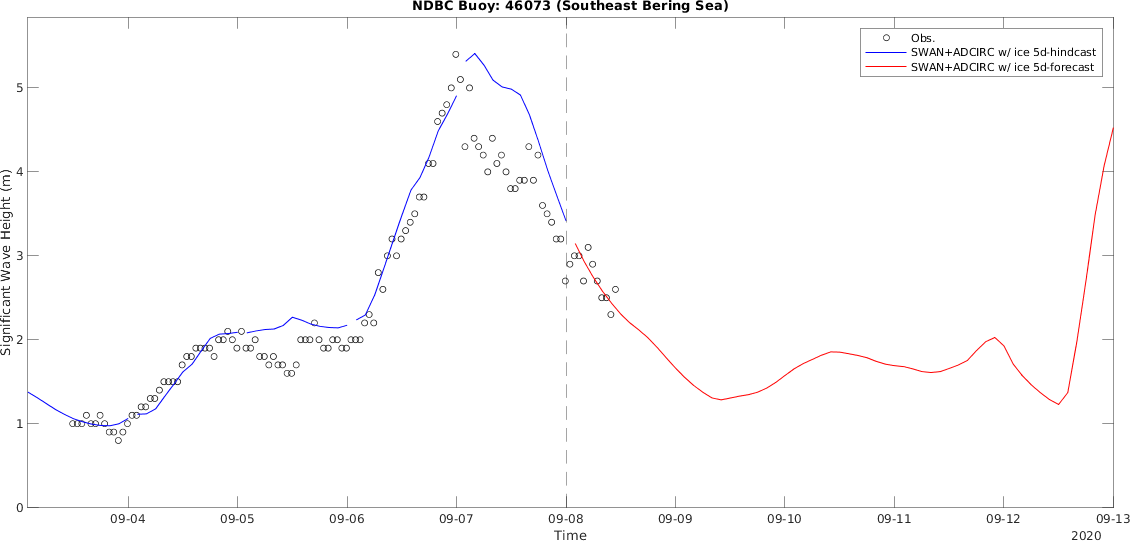 NDBC Buoy: 46073 (Southeast Bering Sea)
Obs.
SWAN+ADCIRC w/ ice 5d-hindcast
SWAN+ADCIRC w/ ice 5d-forecast
Significant Wave Height (m)
5
4
3
2
1
0
09-04 09-05 09-06 09-07 09-08 09-09 09-10 09-11 09-12 09-13
Time 2020